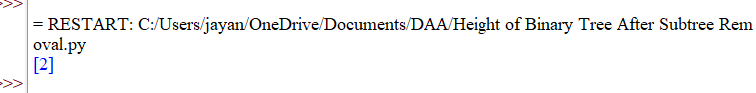 >>>
= RESTART: C:/Users/jayan/OneDrive/Documents/DAA/Height of Binary Tree After Subtree Rem
oval.py
[2]
>>>